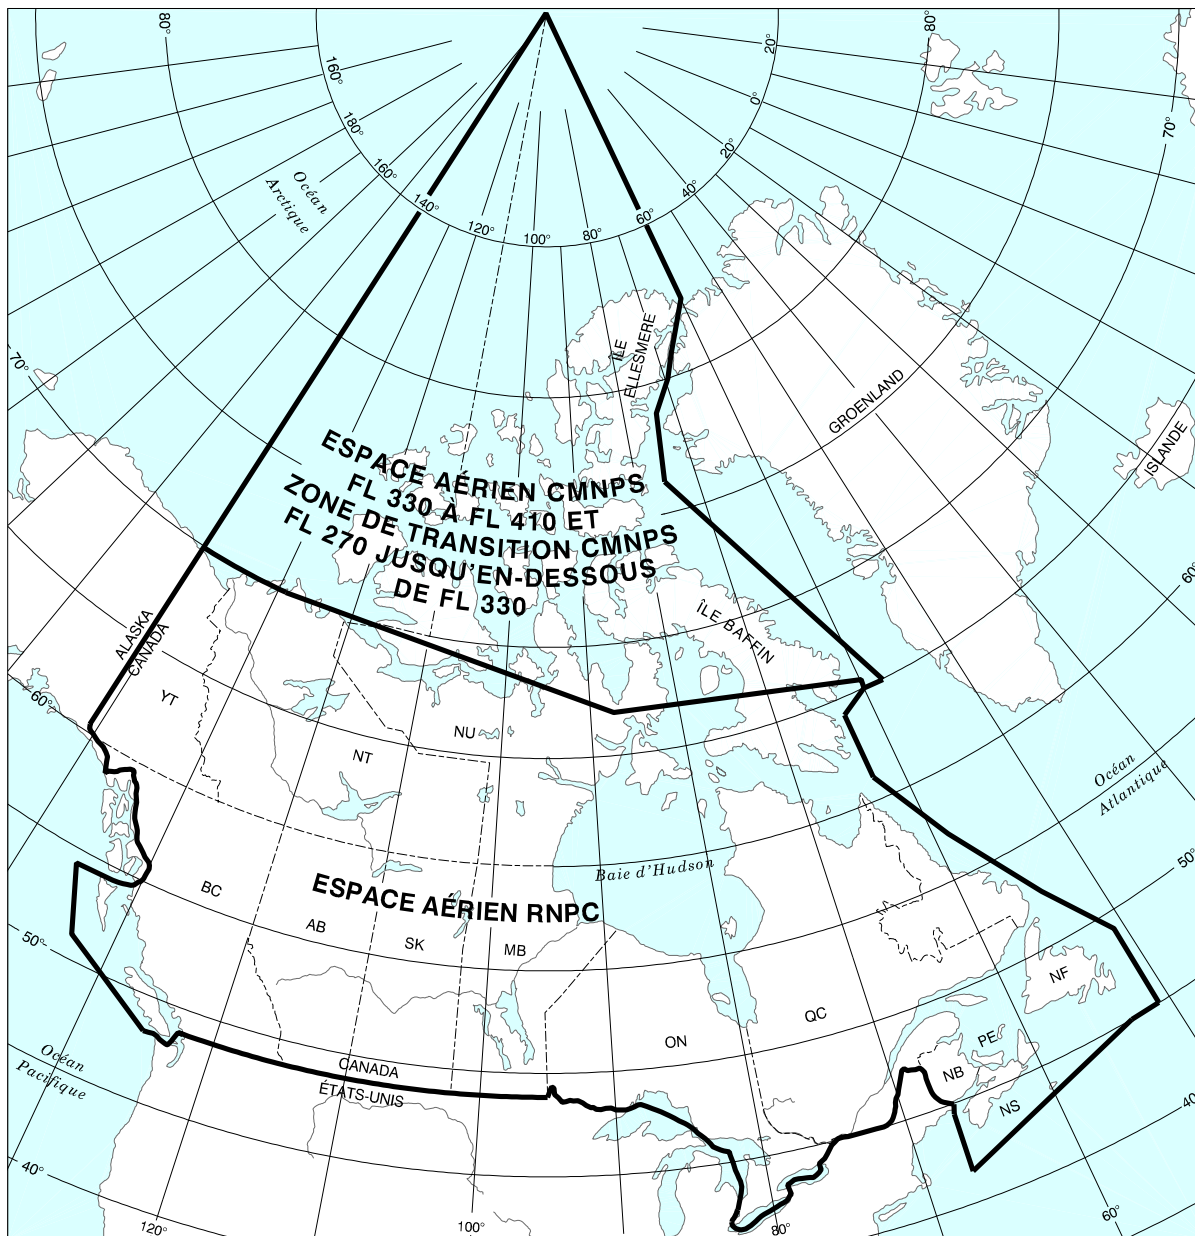 80°
80°
20°
0°
20°
40°
60°
80°
100°
120°
140°
160°
180°
160°
70°
70°
60°
60°
50°
50°
40°
40°
60°
80°
100°
120°
Océan
Arctique
ÎLE
ELLESMERE
GROENLAND
ISLANDE
ESPACE AÉRIEN CMNPS
FL 330 À FL 410 ET
ZONE DE TRANSITION CMNPS
FL 270 JUSQU'EN-DESSOUS
DE FL 330
ÎLE BAFFIN
ALASKA
CANADA
YT
NT
NU
Océan
Atlantique
Baie d'Hudson
ESPACE AÉRIEN RNPC
BC
AB
SK
MB
ON
QC
NF
PE
NB
NS
CANADA
ÉTATS-UNIS
Océan
Pacifique